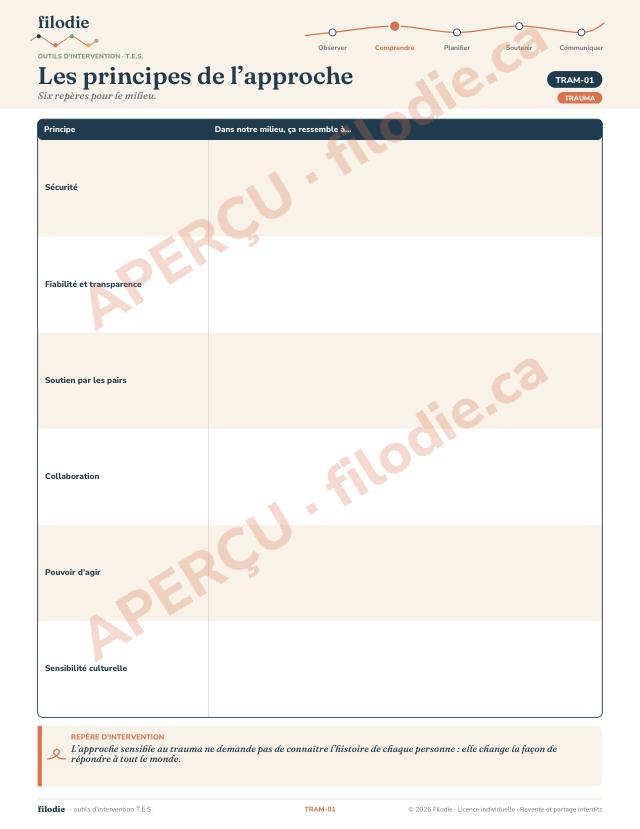 filodie
OUTILS D'INTERVENTION · T.E.S.
Observer
Comprendre
Planifier
Soutenir
Communiquer
Les principes de l'approche
Six repères pour le milieu.
TRAM-01
TRAUMA
Principe
Dans notre milieu, ça ressemble à...
Sécurité
Fiabilité et transparence
Soutien par les pairs
Collaboration
Pouvoir d'agir
Sensibilité culturelle
APERÇU · filodie.ca
APERÇU · filodie.ca
REPÈRE D'INTERVENTION
L'approche sensible au trauma ne demande pas de connaître l'histoire de chaque personne : elle change la façon de
répondre à tout le monde.
filodie · outils d'intervention T.E.S.
TRAM-01
© 2026 Filodie · Licence individuelle · Revente et partage interdits